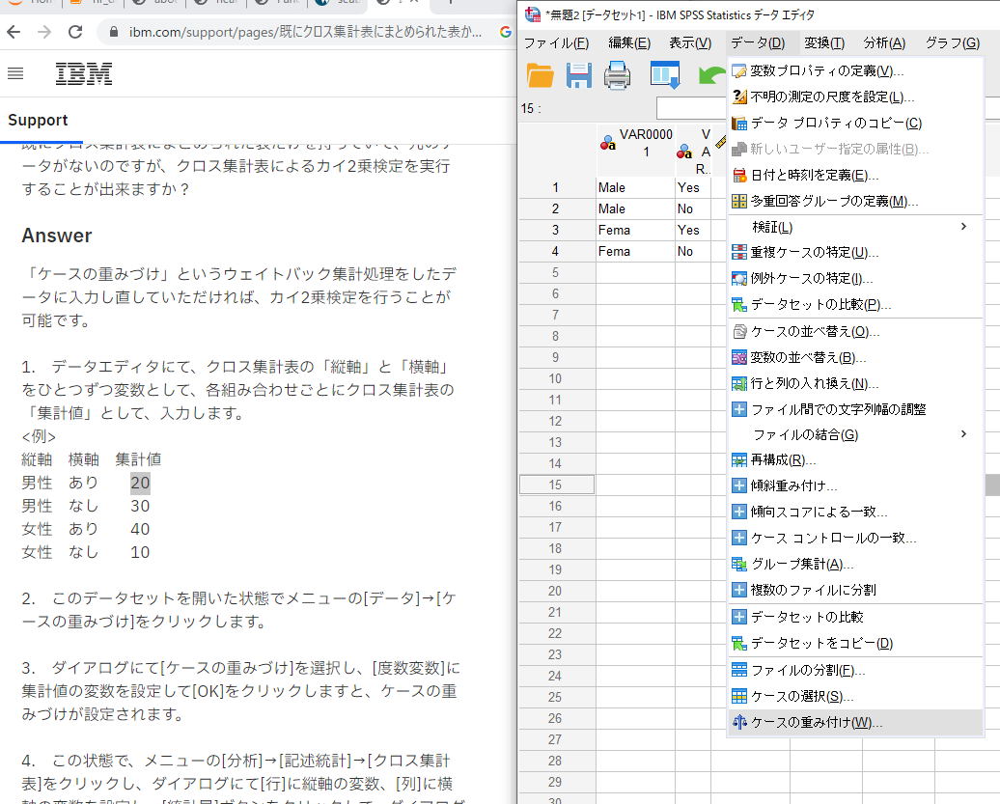 ibm.com/support/pages/既にクロス集計表にまとめられた表か...
IBM
Support
ータがないのですが、クロス集計表によるカイ2乗検定を実行
することが出来ますか？
Answer
「ケースの重みづけ」というウェイトバック集計処理をしたデ
ータに入力し直していただければ、カイ2乗検定を行うことが
可能です。
1. データエディタにて、クロス集計表の「縦軸」と「横軸」
をひとつずつ変数として、各組み合わせごとにクロス集計表の
「集計値」として、入力します。
<例>
縦軸 横軸 集計値
男性 あり 20
男性 なし 30
女性 あり 40
女性 なし 10
2. このデータセットを開いた状態でメニューの[データ]→[ケ
ースの重みづけ]をクリックします。
3. ダイアログにて[ケースの重みづけ]を選択し、[度数変数]に
集計値の変数を設定して[OK]をクリックしますと、ケースの重
みづけが設定されます。
4. この状態で、メニューの[分析]→[記述統計]→[クロス集計
表]をクリックし、ダイアログにて[行]に縦軸の変数、[列]に横
*無題2 [データセット1] - IBM SPSS Statistics データ エディタ
ファイル(F) 編集(E) 表示(V) データ(D) 変換(T) 分析(A) グラフ(G)
15 :
VAR0000
1
V
A
R..
1 Male Yes
2 Male No
3 Fema Yes
4 Fema No
5
6
7
8
9
10
11
12
13
14
15
16
17
18
19
20
21
22
23
24
25
26
27
28
29
30
変数プロパティの定義(V)...
不明の測定の尺度を設定(L)...
データ プロパティのコピー(C)
新しいユーザー指定の属性(B)...
日付と時刻を定義(E)...
多重回答グループの定義(M)...
検証(L)
重複ケースの特定(U)...
例外ケースの特定(I)...
データセットの比較(P)...
ケースの並べ替え(O)...
変数の並べ替え(B)...
行と列の入れ換え(N)...
ファイル間での文字列幅の調整
ファイルの結合(G)
再構成(R)...
傾斜重み付け...
傾向スコアによる一致...
ケース コントロールの一致...
グループ集計(A)...
複数のファイルに分割
データセットの比較
データセットをコピー(D)
ファイルの分割(F)...
ケースの選択(S)...
ケースの重み付け(W)...